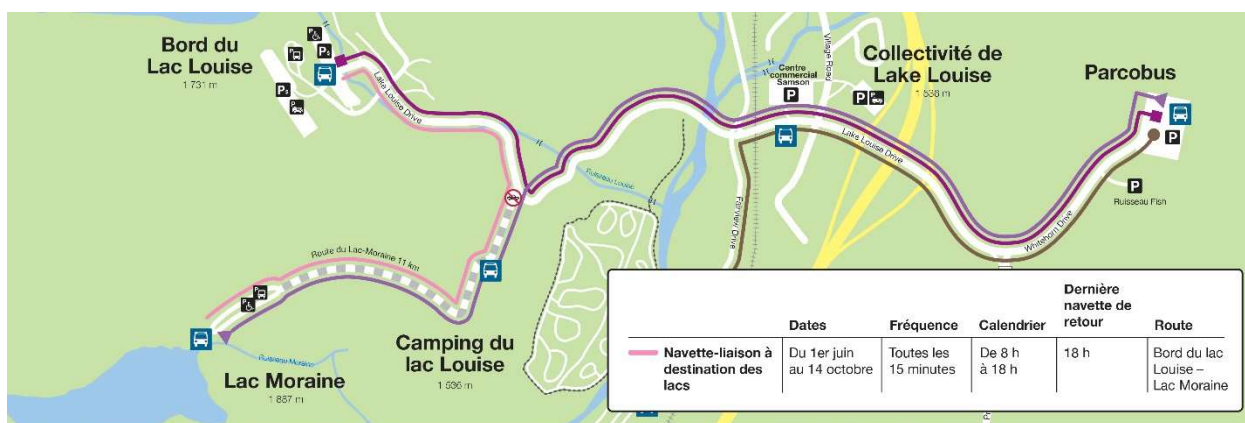 Bord du
Lac Louise
1 731 m
Lake Louise Drive
Village Road
Centre
commercial
Samson
P
Collectivité de
Lake Louise
1 536 m
P
Parcobus
P
P
Ruisseau Fish
Lake Louise Drive
Whitehorn Drive
Fairview Drive
Ruisseau Louise
Route du Lac-Moraine 11 km
Ruisseau Moraine
Lac Moraine
1 887 m
Camping du
lac Louise
1 536 m
Dates
Fréquence
Calendrier
Dernière
navette de
retour
Route
Navette-liaison à
destination des
lacs
Du 1er juin
au 14 octobre
Toutes les
15 minutes
De 8 h
à 18 h
18 h
Bord du lac
Louise –
Lac Moraine